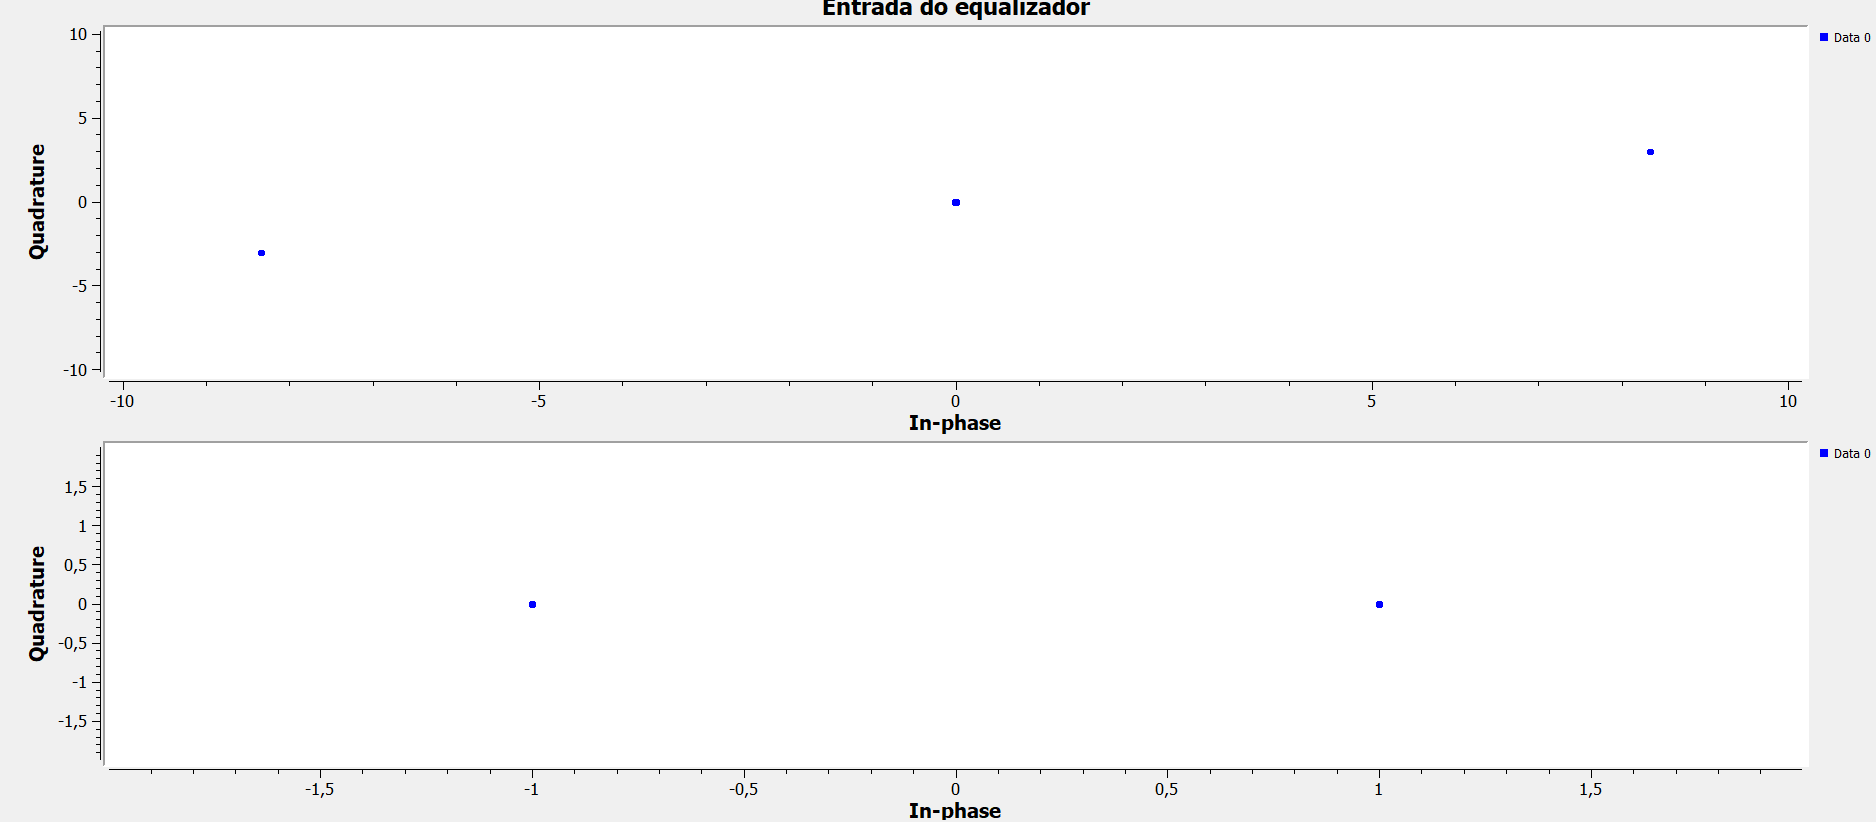 Entrada do equalizador
10
5
0
-5
-10
Quadrature
Data 0
-10 -5 0 5 10
In-phase
1,5
1
0,5
0
-0,5
-1
-1,5
Quadrature
Data 0
-1,5 -1 -0,5 0 0,5 1 1,5
In-phase